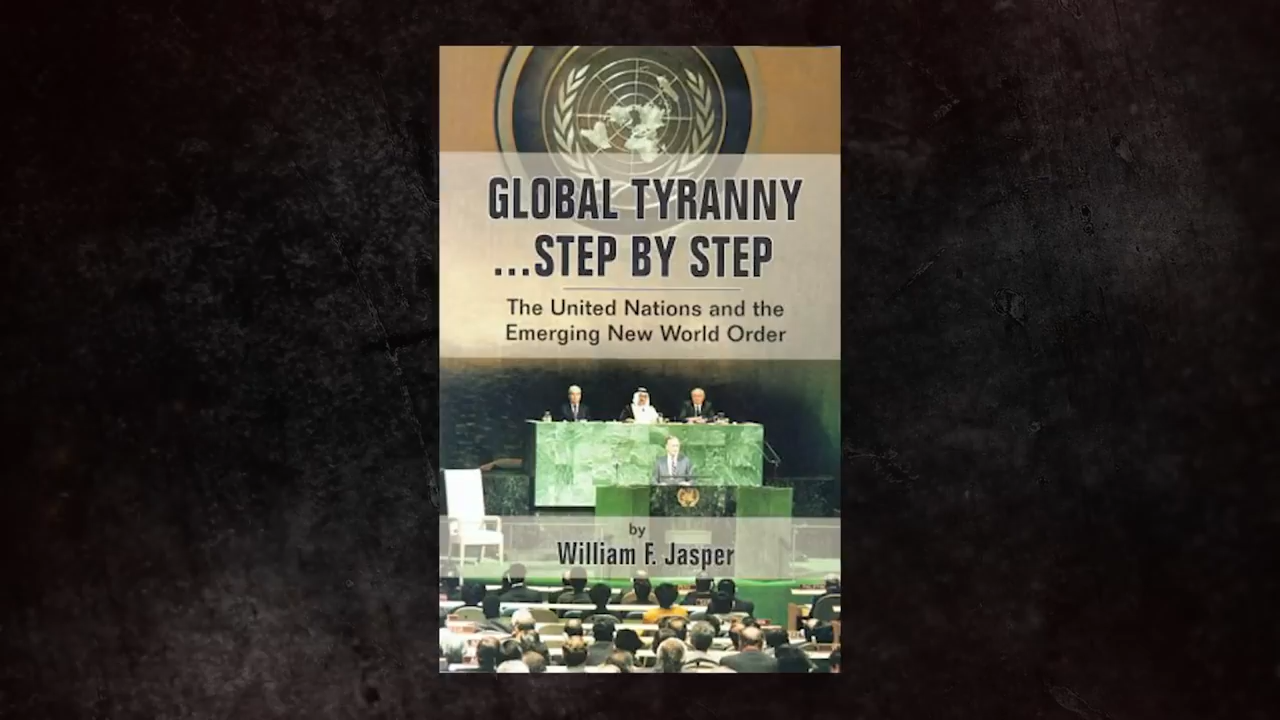 GLOBAL TYRANNY
...STEP BY STEP
The United Nations and the
Emerging New World Order
by
William F. Jasper